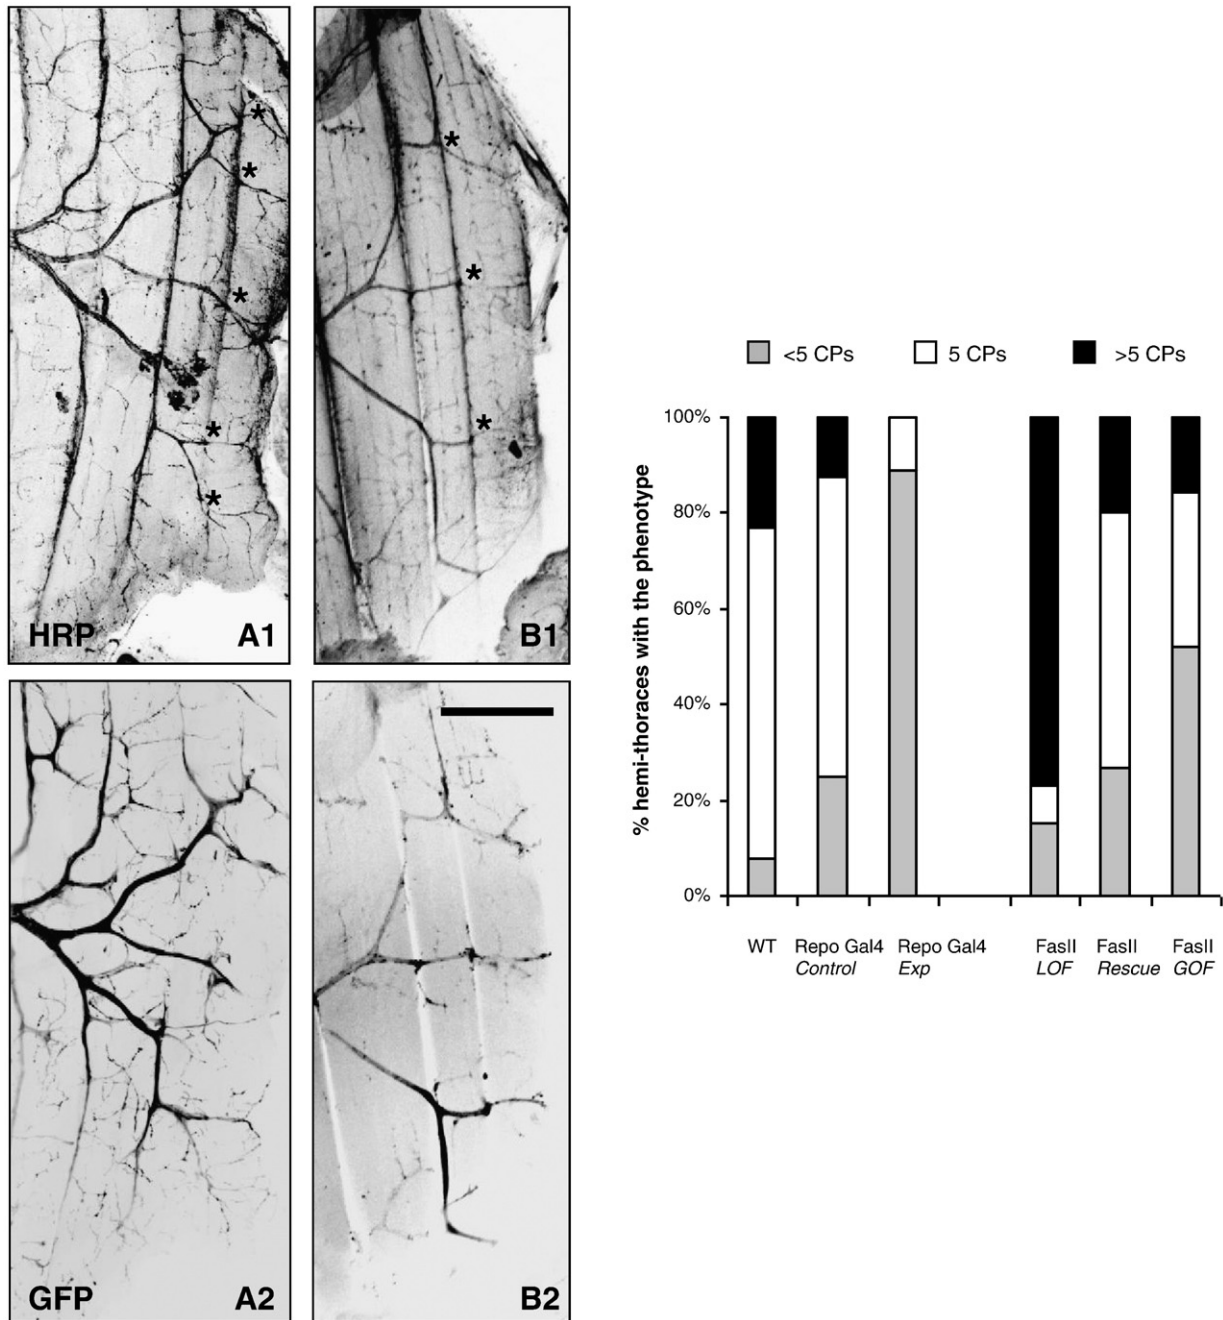 HRP A1
B1
GFP A2
B2
<5 CPs 5 CPs >5 CPs
% hemi-thoraces with the phenotype
100%
80%
60%
40%
20%
0%
WT Repo Gal4 Repo Gal4 FasII FasII FasII
Control Exp LOF Rescue GOF